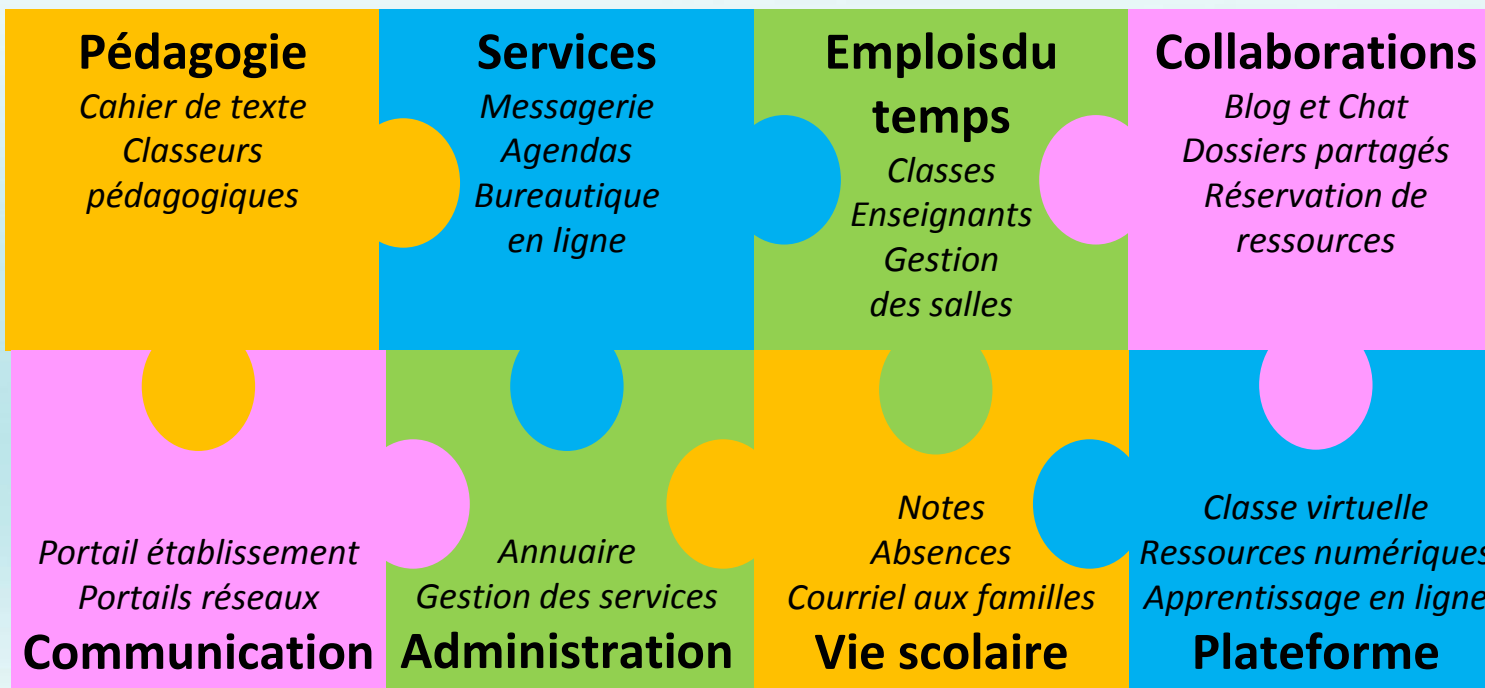 Pédagogie
Cahier de texte
Classeurs
pédagogiques
Services
Messagerie
Agendas
Bureautique
en ligne
Emploisdu
temps
Classes
Enseignants
Gestion
des salles
Collaborations
Blog et Chat
Dossiers partagés
Réservation de
ressources
Portail établissement
Portails réseaux
Communication
Annuaire
Gestion des services
Administration
Notes
Absences
Courriel aux familles
Vie scolaire
Classe virtuelle
Ressources numériques
Apprentissage en ligne
Plateforme